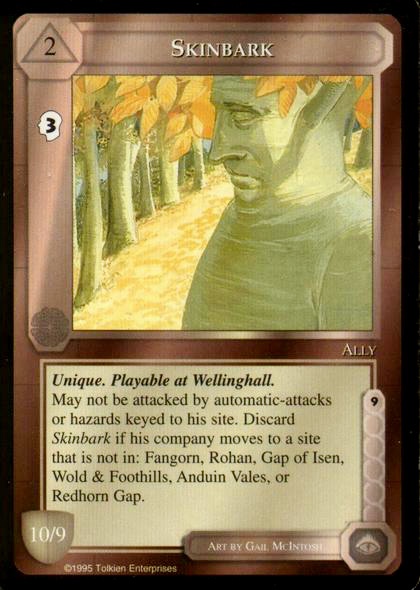 2
SKINBARK
3
ALLY
Unique. Playable at Wellinghall.
May not be attacked by automatic-attacks
or hazards keyed to his site. Discard
Skinbark if his company moves to a site
that is not in: Fangorn, Rohan, Gap of Isen,
Wold & Foothills, Anduin Vales, or
Redhorn Gap.
9
10/9
ART BY GAIL MCINTOSH
©1995 Tolkien Enterprises